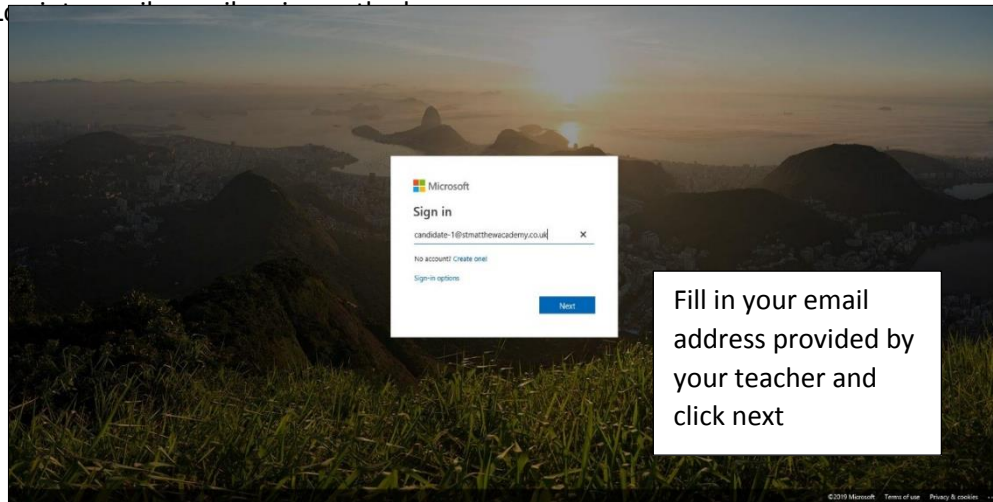 Microsoft
Sign in
candidate-1@stmatthewacademy.co.uk
No account? Create one!
Sign-in options
Next
Fill in your email
address provided by
your teacher and
click next
©2019 Microsoft Terms of use Privacy & cookies